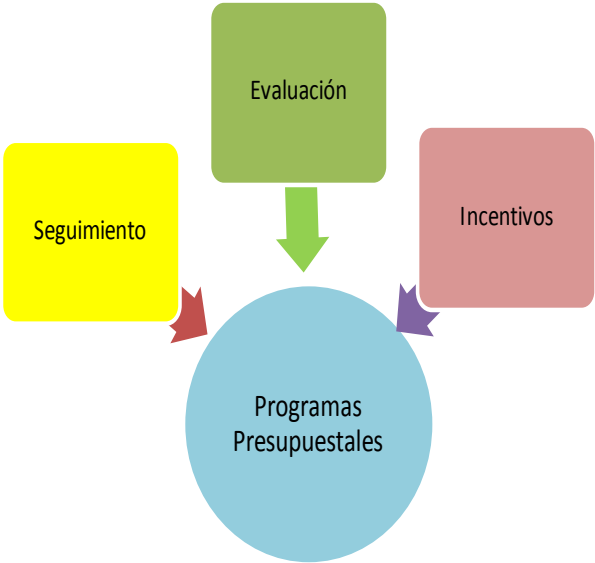 Evaluación
Seguimiento
Incentivos
Programas
Presupuestales